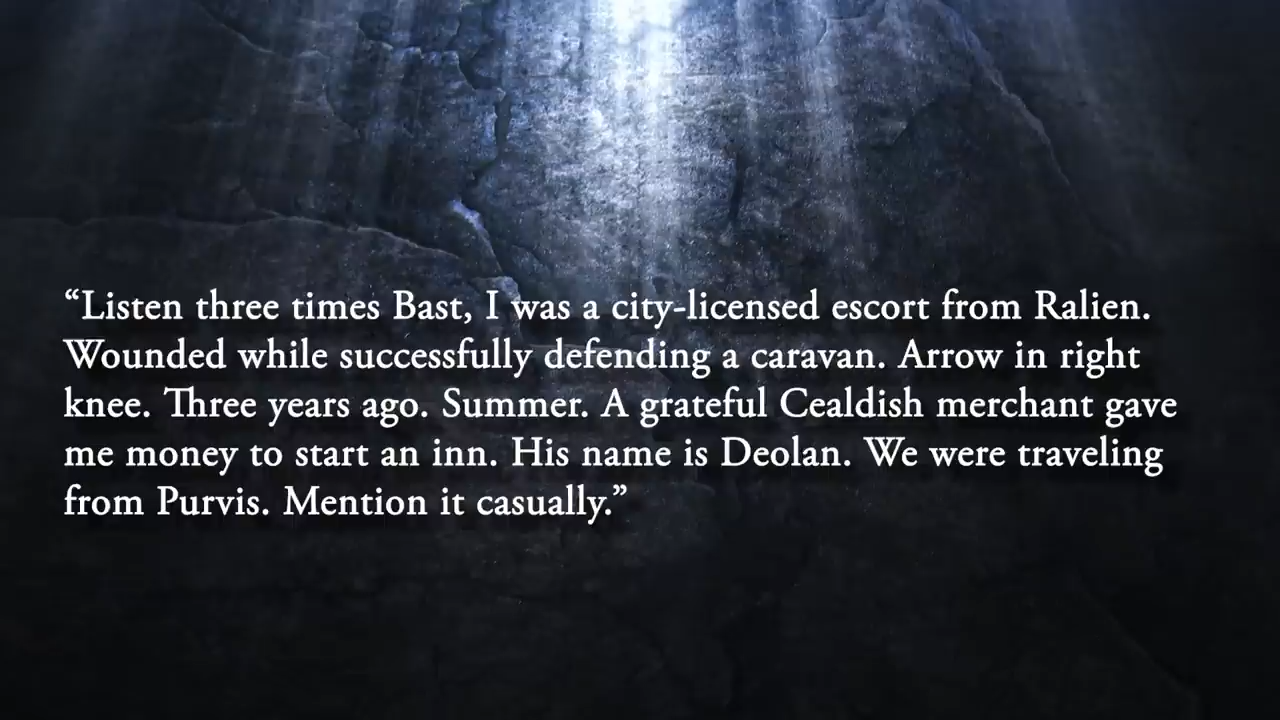 “Listen three times Bast, I was a city-licensed escort from Ralien.
Wounded while successfully defending a caravan. Arrow in right
knee. Three years ago. Summer. A grateful Cealdish merchant gave
me money to start an inn. His name is Deolan. We were traveling
from Purvis. Mention it casually.”